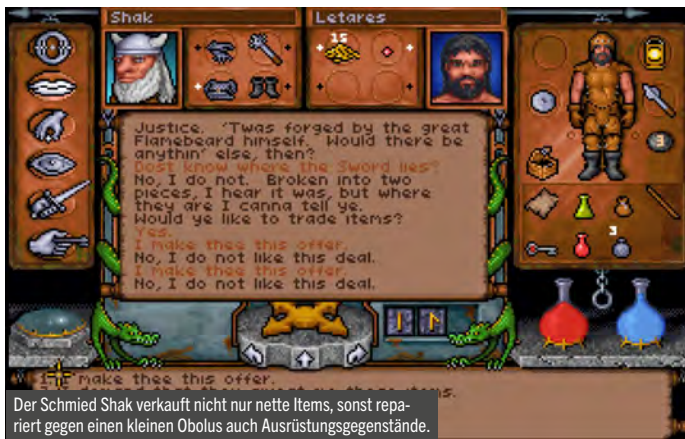 Shak
Letares
15
Justice. 'Twas forged by the great
Flamebeard himself. Would there be
anythin' else, then?
Dost know where the Sword lies?
No, I do not. Broken into two
pieces, I hear it was, but where
they are I canna tell ye.
Would ye like to trade items?
Yes.
I make thee this offer.
No, I do not like this deal.
I make thee this offer.
No, I do not like this deal.
3
3
make thee this offer.
items.
Der Schmied Shak verkauft nicht nur nette Items, sonst repa-
riert gegen einen kleinen Obolus auch Ausrüstungsgegenstände.